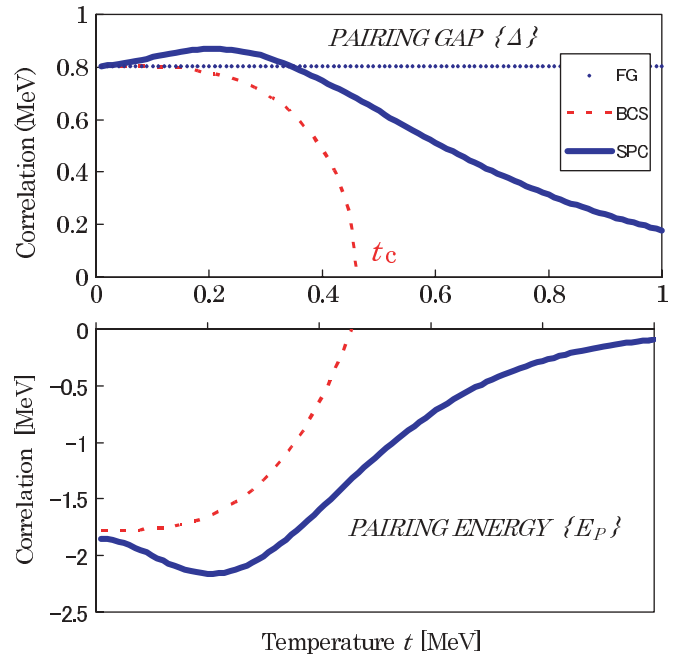 1
0.8
0.6
0.4
0.2
0
Correlation (MeV)
PAIRING GAP {Δ}
FG
BCS
SPC
tc
0 0.2 0.4 0.6 0.8 1
0
−0.5
−1
−1.5
−2
−2.5
Correlation [MeV]
PAIRING ENERGY {EP}
Temperature t [MeV]